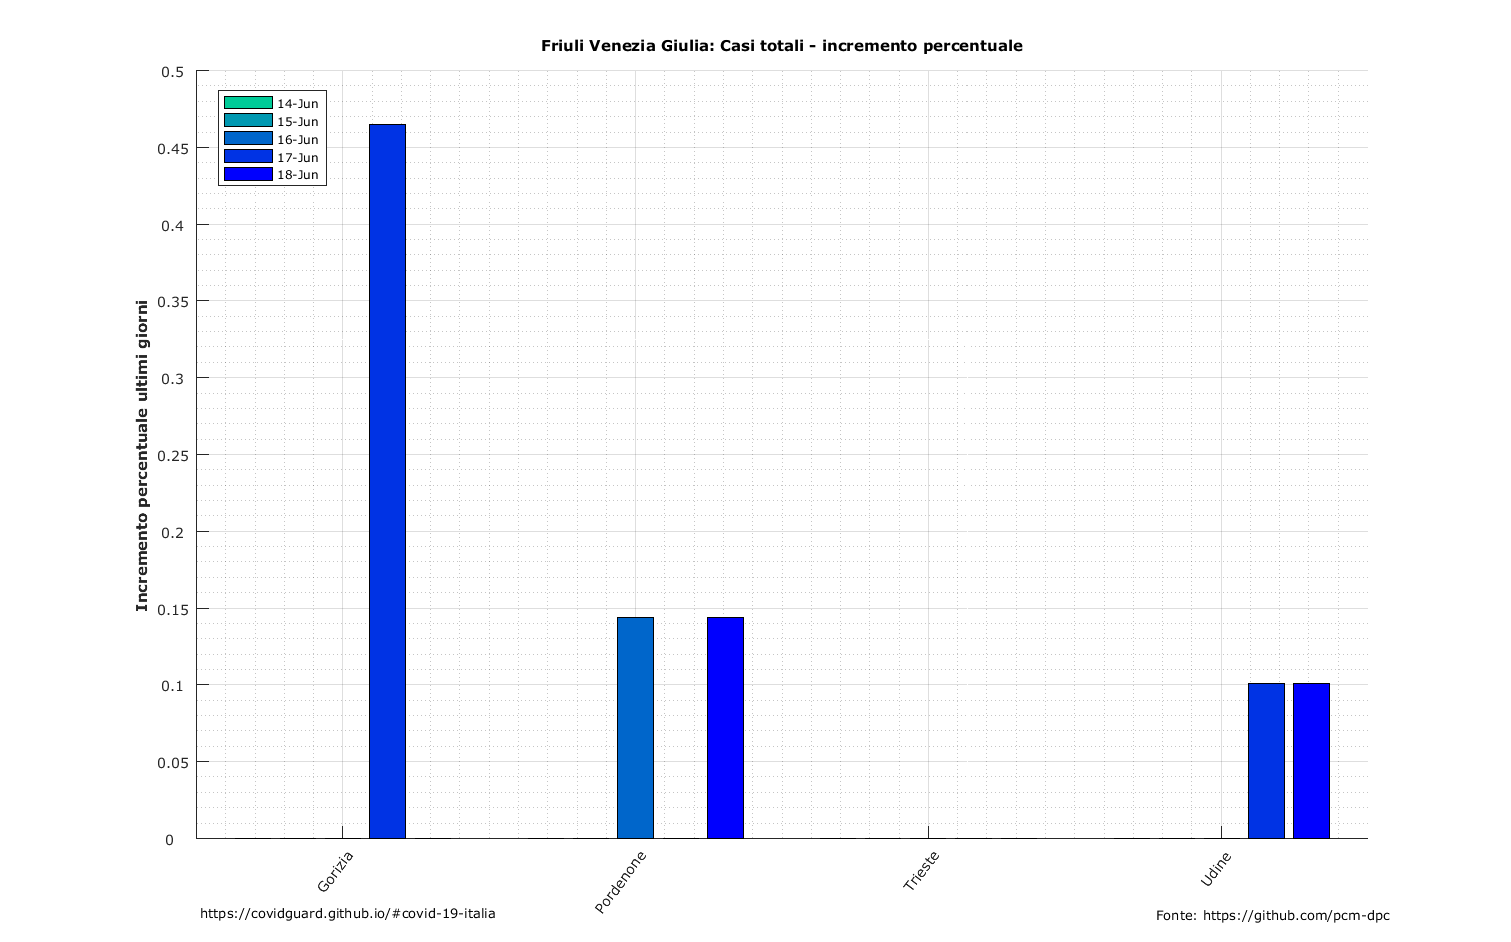 Friuli Venezia Giulia: Casi totali - incremento percentuale
14-Jun
15-Jun
16-Jun
17-Jun
18-Jun
Incremento percentuale ultimi giorni
0.5
0.45
0.4
0.35
0.3
0.25
0.2
0.15
0.1
0.05
0
Gorizia
Pordenone
Trieste
Udine
https://covidguard.github.io/#covid-19-italia
Fonte: https://github.com/pcm-dpc